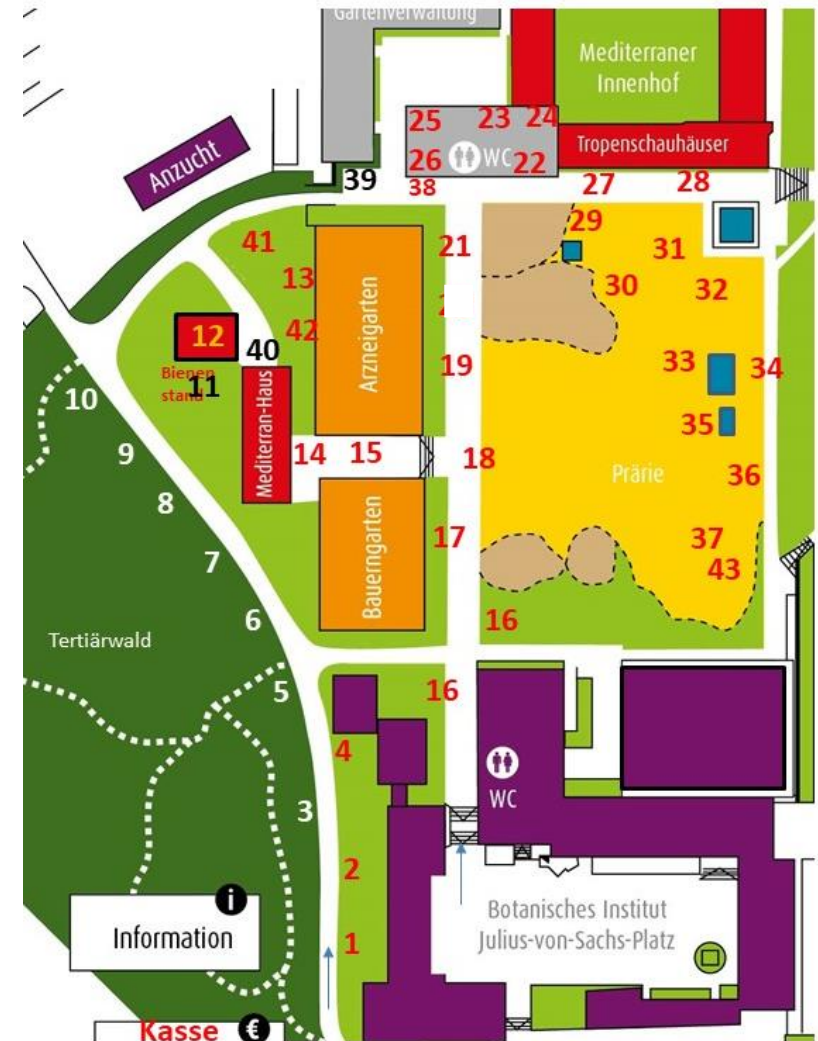 Gartenverwaltung
Mediterraner
Innenhof
25
23
24
Tropenschauhäuser
Anzucht
26
WC
22
39
38
27
28
29
41
21
31
13
30
32
42
12
40
Bienen
stand
11
19
33
34
Arzneigarten
10
Mediterran-Haus
35
9
14
15
18
Prärie
36
8
17
37
7
43
Bauerngarten
6
16
Tertiärwald
5
16
4
WC
3
2
Botanisches Institut
Julius-von-Sachs-Platz
i
Information
1
Kasse
€